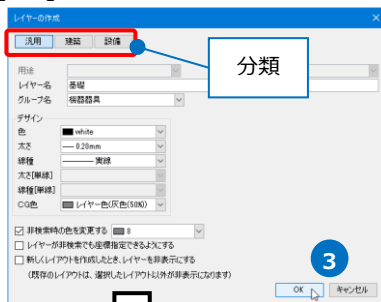 レイヤーの作成
汎用 建築 設備
分類
用途
レイヤー名 基礎
グループ名 機器器具
デザイン
色 white
太さ 0.20mm
線種 実線
太さ[単線]
線種[単線]
CG色 レイヤー色(灰色(50%))
非検索時の色を変更する 8
レイヤーが非検索でも座標指定できるようにする
新しくレイアウトを作成したとき、レイヤーを非表示にする
(既存のレイアウトは、選択したレイアウト以外が非表示になります)
3
OK キャンセル